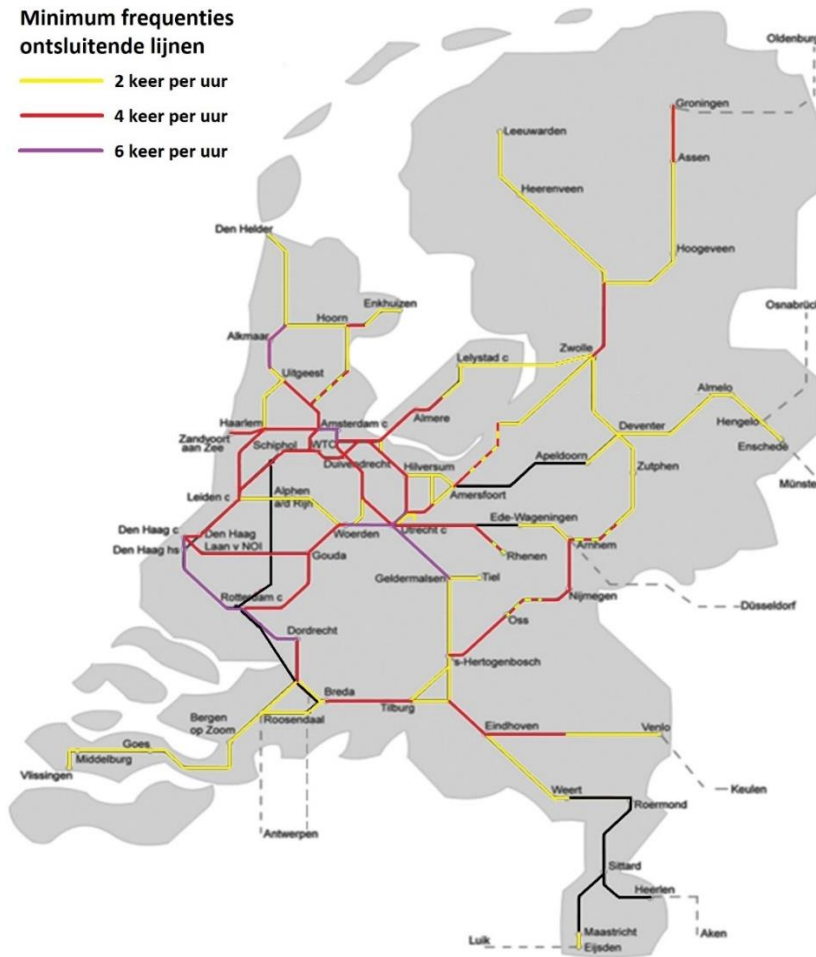 Minimum frequenties
ontsluitende lijnen
2 keer per uur
4 keer per uur
6 keer per uur
Oldenburg
Groningen
Leeuwarden
Assen
Heerenveen
Den Helder
Hoogeveen
Enkhuizen
Osnabrück
Hoorn
Alkmaar
Zwolle
Lelystad c
Uitgeest
Almelo
Almere
Haarlem
Amsterdam c
Hengelo
Deventer
Zandvoort
aan Zee
Schiphol
WTC
Enschede
Duivendrecht
Apeldoorn
Hilversum
Zutphen
Münster
Leiden c
Alphen
a/d Rijn
Amersfoort
Den Haag c
Den Haag
Laan v NOI
Woerden
Utrecht c
Ede-Wageningen
Arnhem
Den Haag hs
Gouda
Rhenen
Geldermalsen
Tiel
Rotterdam c
Nijmegen
Düsseldorf
Oss
Dordrecht
's-Hertogenbosch
Breda
Tilburg
Bergen
op Zoom
Roosendaal
Eindhoven
Venlo
Goes
Middelburg
Vlissingen
Weert
Keulen
Roermond
Antwerpen
Sittard
Heerlen
Maastricht
Aken
Luik
Eijsden